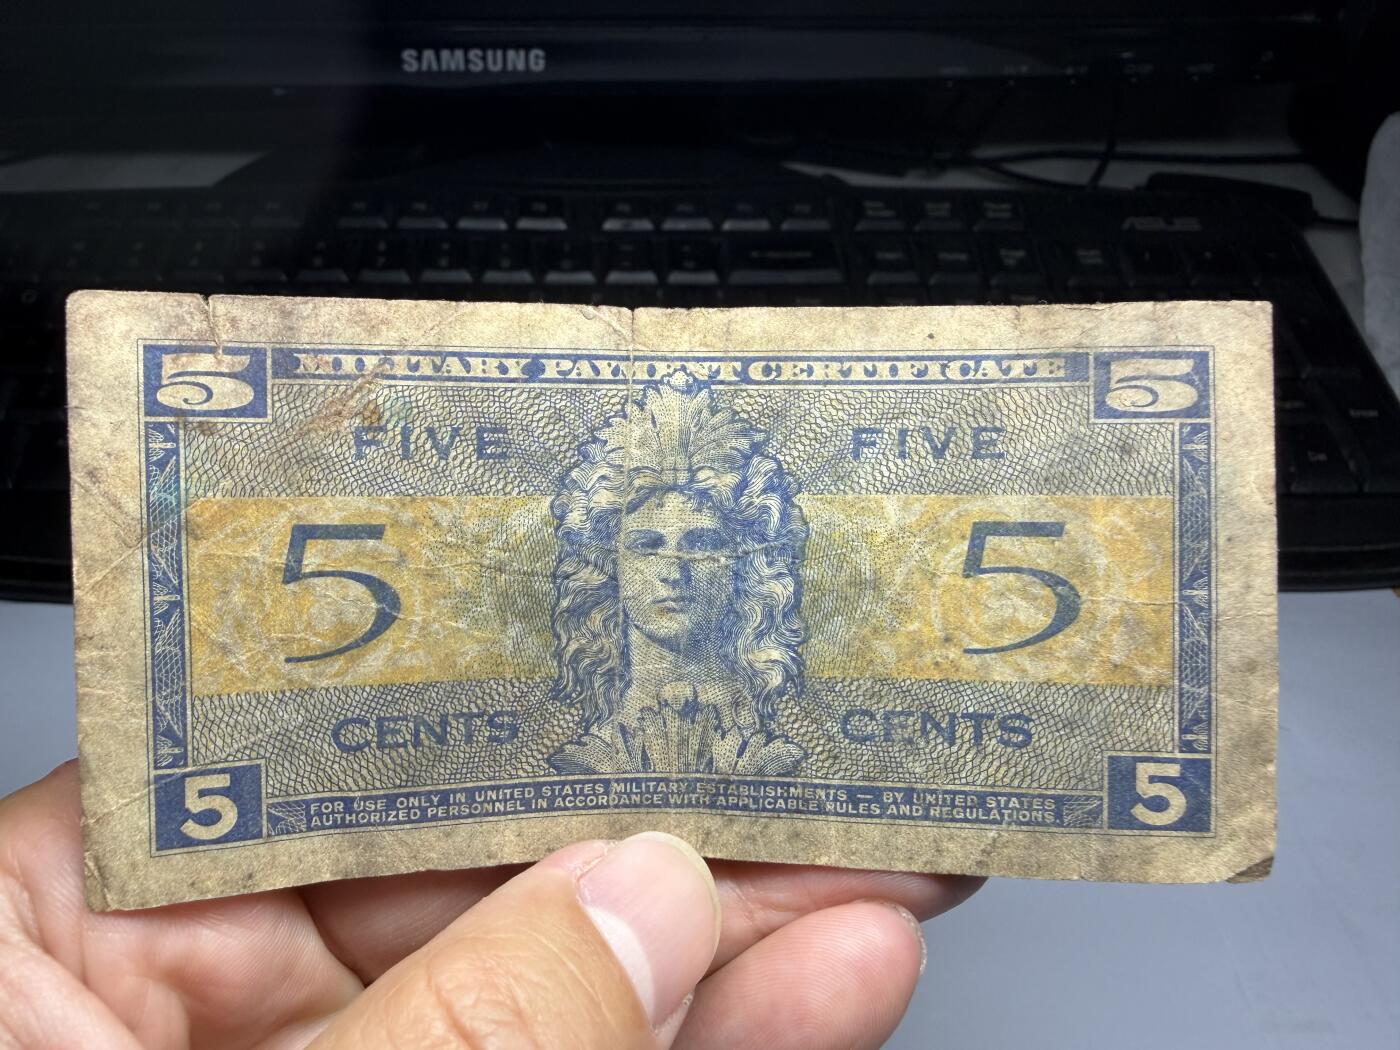 SAMSUNG
ASUS
5 MILITARY PAYMENT CERTIFICATE 5
FIVE FIVE
5 5
CENTS CENTS
5 FOR USE ONLY IN UNITED STATES MILITARY ESTABLISHMENTS — BY UNITED STATES 5
AUTHORIZED PERSONNEL IN ACCORDANCE WITH APPLICABLE RULES AND REGULATIONS.